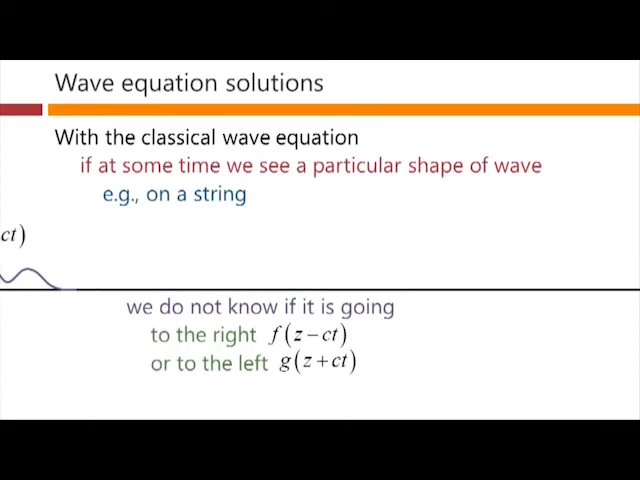 Wave equation solutions
With the classical wave equation
if at some time we see a particular shape of wave
e.g., on a string
ct)
we do not know if it is going
to the right f(z−ct)
or to the left g(z+ct)